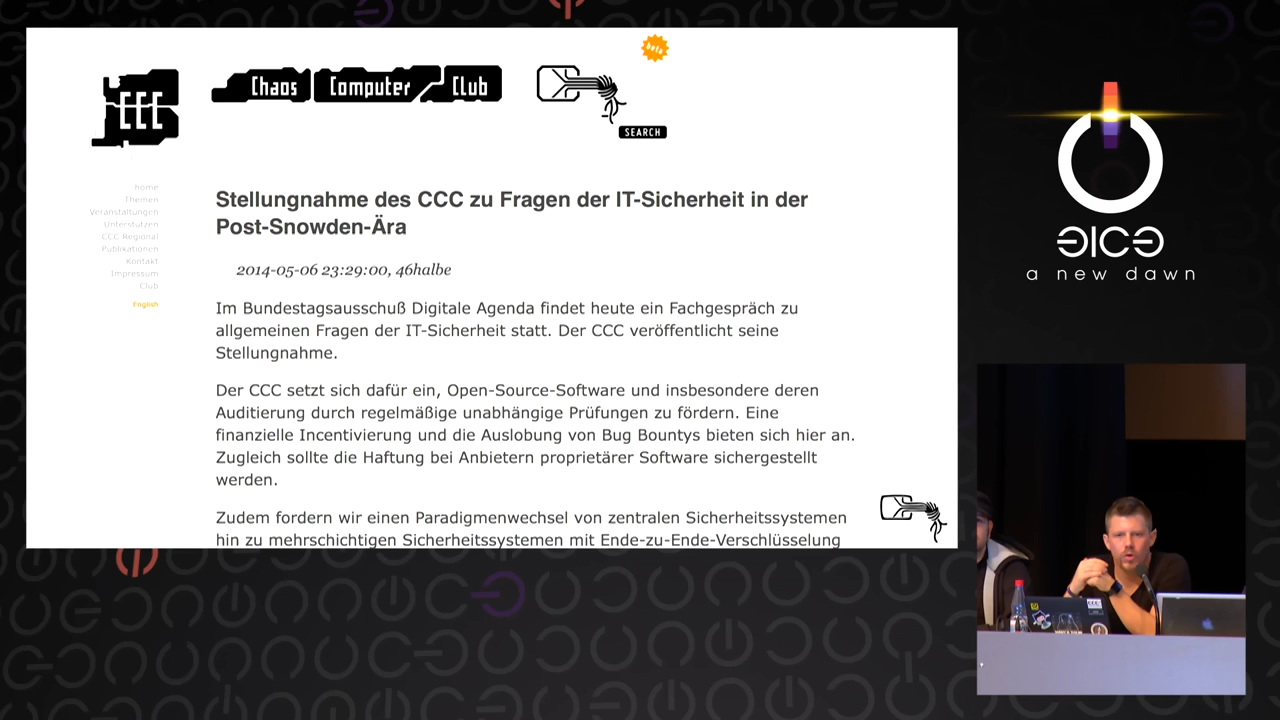 Chaos Computer Club
beta
CCC
SEARCH
home
Themen
Veranstaltungen
Unterstützen
CCC Regional
Publikationen
Kontakt
Impressum
Club
English
Stellungnahme des CCC zu Fragen der IT-Sicherheit in der
Post-Snowden-Ära
2014-05-06 23:29:00, 46halbe
Im Bundestagsausschuß Digitale Agenda findet heute ein Fachgespräch zu
allgemeinen Fragen der IT-Sicherheit statt. Der CCC veröffentlicht seine
Stellungnahme.
Der CCC setzt sich dafür ein, Open-Source-Software und insbesondere deren
Auditierung durch regelmäßige unabhängige Prüfungen zu fördern. Eine
finanzielle Incentivierung und die Auslobung von Bug Bountys bieten sich hier an.
Zugleich sollte die Haftung bei Anbietern proprietärer Software sichergestellt
werden.
Zudem fordern wir einen Paradigmenwechsel von zentralen Sicherheitssystemen
hin zu mehrschichtigen Sicherheitssystemen mit Ende-zu-Ende-Verschlüsselung
a new dawn